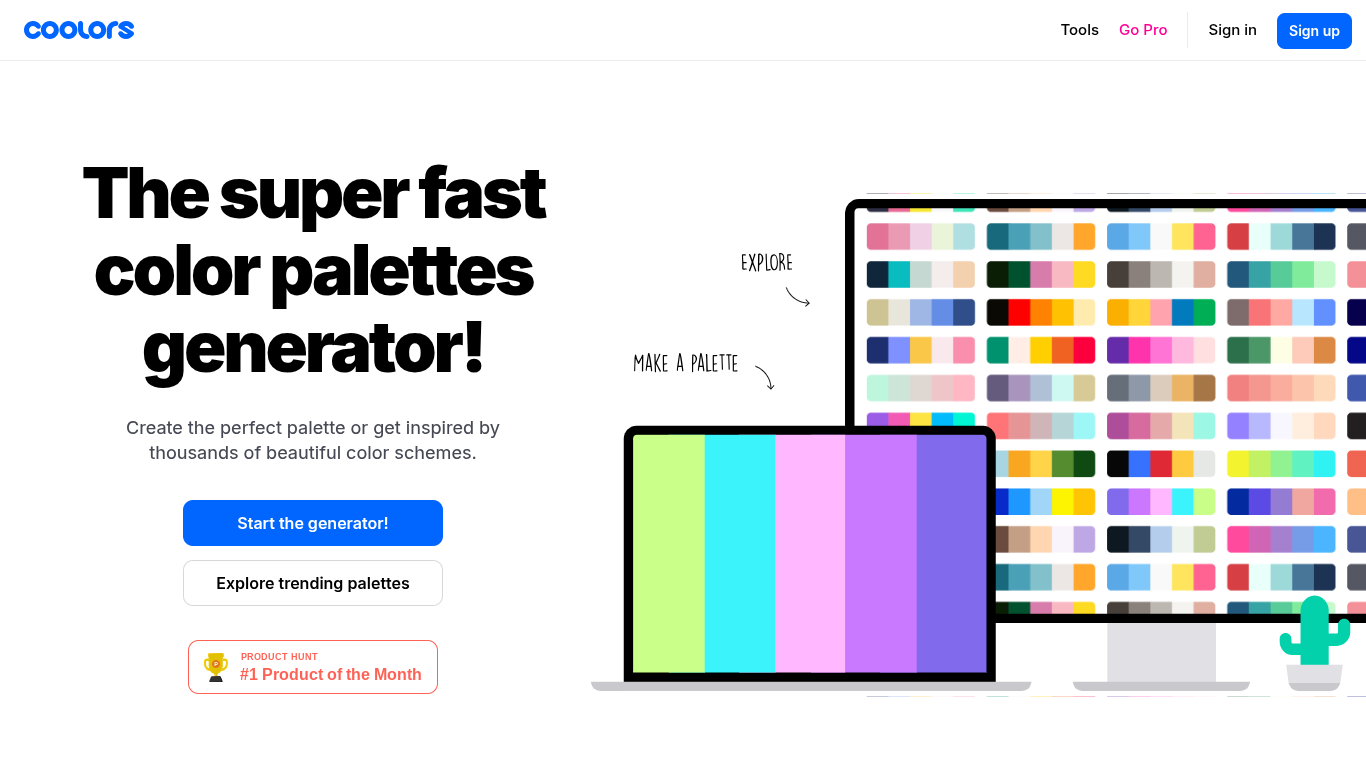 coolors
Tools
Go Pro
Sign in
Sign up
The super fast
color palettes
generator!
Create the perfect palette or get inspired by
thousands of beautiful color schemes.
Start the generator!
Explore trending palettes
PRODUCT HUNT
#1 Product of the Month
EXPLORE
MAKE A PALETTE